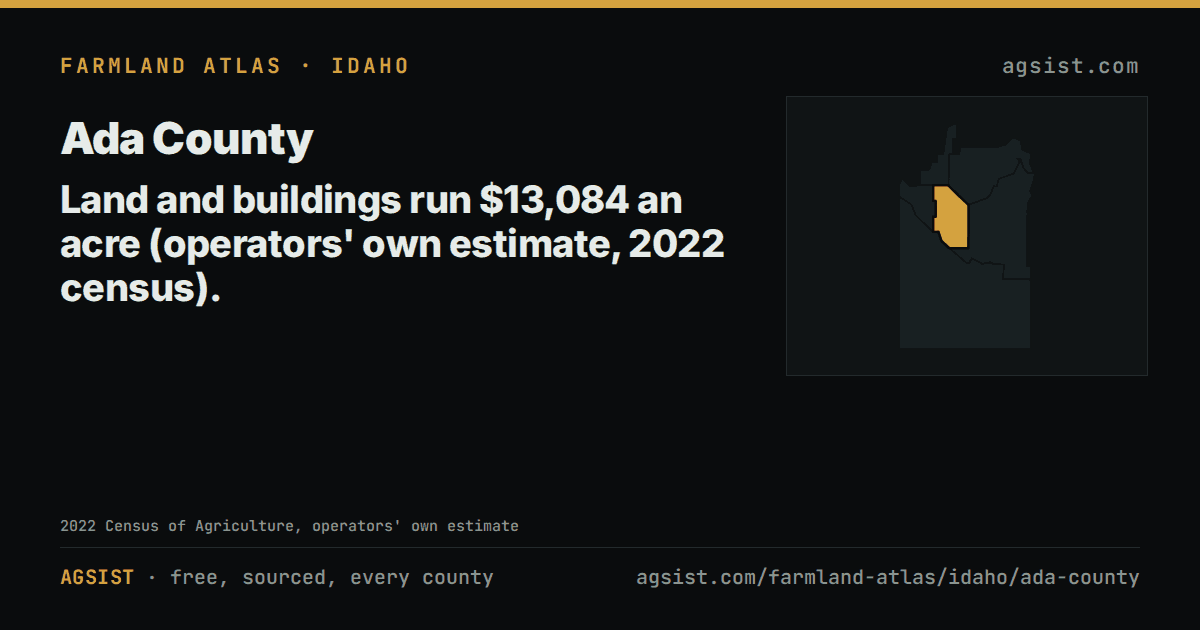 FARMLAND ATLAS · IDAHO
agsist.com
Ada County
Land and buildings run $13,084 an
acre (operators' own estimate, 2022
census).
2022 Census of Agriculture, operators' own estimate
AGSIST · free, sourced, every county
agsist.com/farmland-atlas/idaho/ada-county